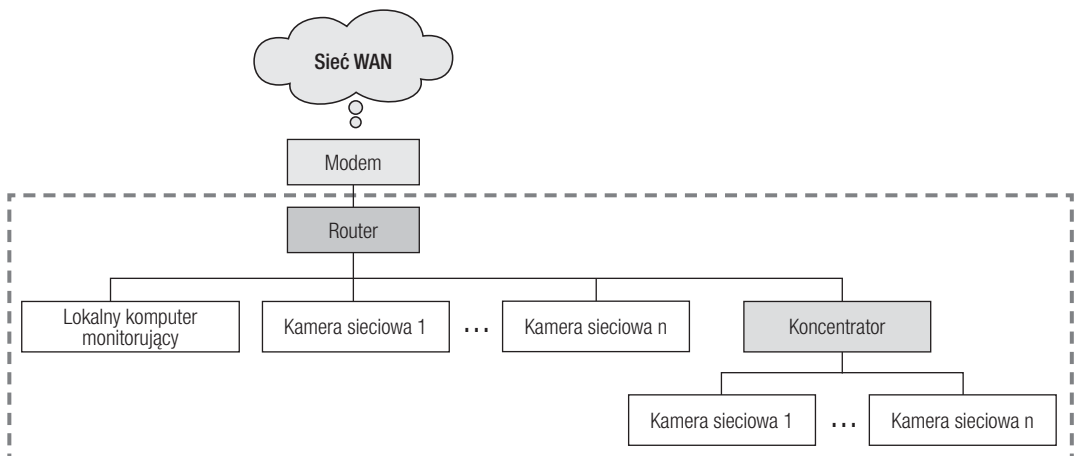 Sieć WAN
Modem
Router
Lokalny komputer
monitorujący
Kamera sieciowa 1
...
Kamera sieciowa n
Koncentrator
Kamera sieciowa 1
...
Kamera sieciowa n